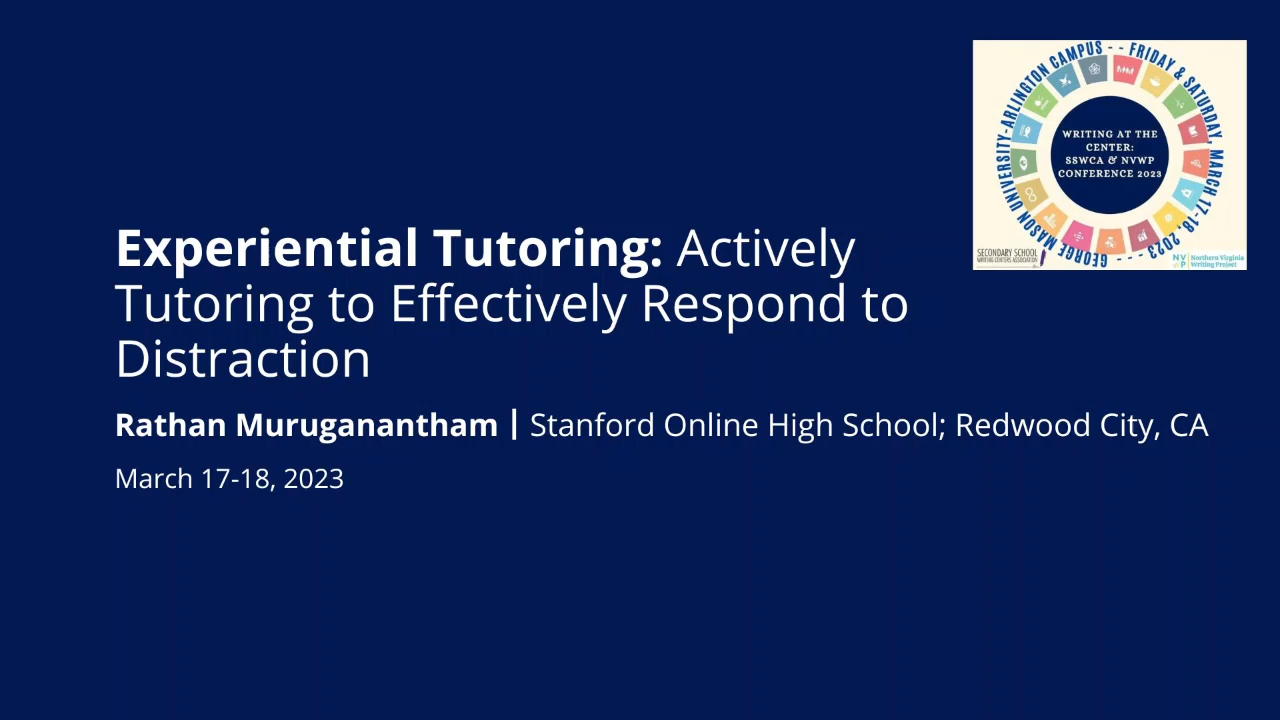 GEORGE MASON UNIVERSITY-ARLINGTON CAMPUS - - FRIDAY & SATURDAY, MARCH 17-18, 2023 - - - -
WRITING AT THE
CENTER:
SSWCA & NVWP
CONFERENCE 2023
SECONDARY SCHOOL
WRITING CENTERS ASSOCIATION
NV
WP
Northern Virginia
Writing Project
Experiential Tutoring: Actively
Tutoring to Effectively Respond to
Distraction
Rathan Muruganantham | Stanford Online High School; Redwood City, CA
March 17-18, 2023